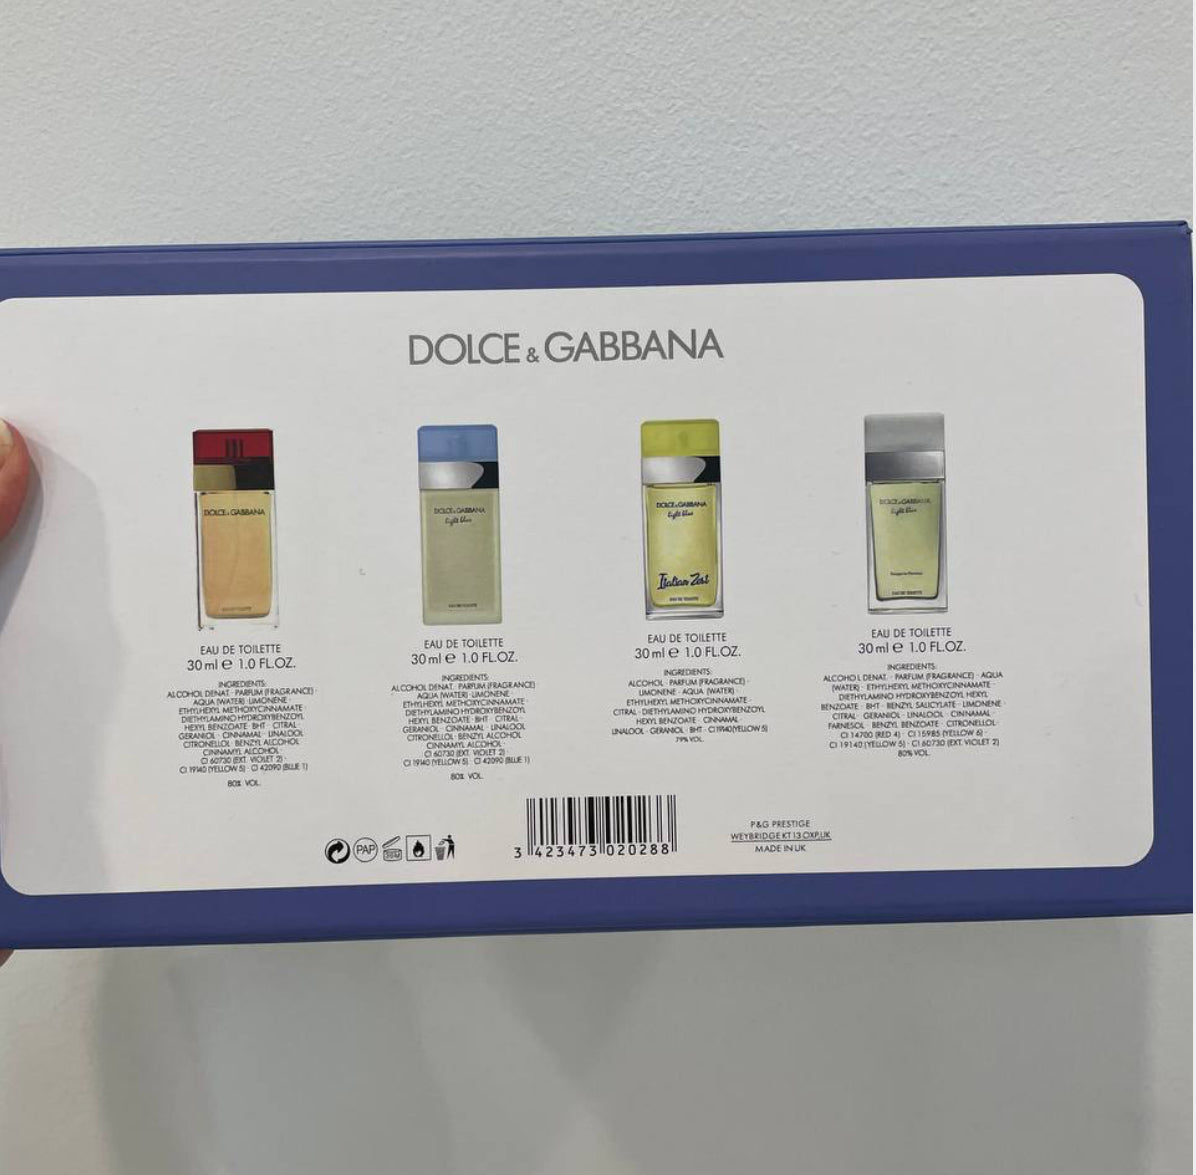 DOLCE & GABBANA
DOLCE & GABBANA
EAU DE TOILETTE
30 ml ℮ 1.0 FL.OZ.
INGREDIENTS:
ALCOHOL DENAT · PARFUM (FRAGRANCE) ·
AQUA (WATER) · LIMONENE ·
ETHYLHEXYL METHOXYCINNAMATE ·
DIETHYLAMINO HYDROXYBENZOYL
HEXYL BENZOATE · BHT · CITRAL ·
GERANIOL · CINNAMAL · LINALOOL
CITRONELLOL · BENZYL ALCOHOL
CINNAMYL ALCOHOL ·
CI 60730 (EXT. VIOLET 2) ·
CI 19140 (YELLOW 5) · CI 42090 (BLUE 1)
80% VOL.
DOLCE & GABBANA
light blue
EAU DE TOILETTE
30 ml ℮ 1.0 FL.OZ.
INGREDIENTS:
ALCOHOL DENAT · PARFUM (FRAGRANCE)
AQUA (WATER) · LIMONENE ·
ETHYLHEXYL METHOXYCINNAMATE ·
DIETHYLAMINO HYDROXYBENZOYL
HEXYL BENZOATE · BHT · CITRAL ·
GERANIOL · CINNAMAL · LINALOOL
CITRONELLOL · BENZYL ALCOHOL
CINNAMYL ALCOHOL ·
CI 60730 (EXT. VIOLET 2)
CI 19140 (YELLOW 5) · CI 42090 (BLUE 1)
80% VOL.
DOLCE & GABBANA
light blue
Italian Zest
EAU DE TOILETTE
EAU DE TOILETTE
30 ml ℮ 1.0 FL.OZ.
INGREDIENTS:
ALCOHOL · PARFUM (FRAGRANCE) ·
LIMONENE · AQUA (WATER) ·
ETHYLHEXYL METHOXYCINNAMATE ·
CITRAL · DIETHYLAMINO HYDROXYBENZOYL
HEXYL BENZOATE · CINNAMAL
LINALOOL · GERANIOL · BHT · CI 19140(YELLOW 5)
79% VOL.
DOLCE & GABBANA
light blue
EAU DE TOILETTE
EAU DE TOILETTE
30 ml ℮ 1.0 FL.OZ.
INGREDIENTS:
ALCOHO L DENAT. · PARFUM (FRAGRANCE) · AQUA
(WATER) · ETHYLHEXYL METHOXYCINNAMATE ·
DIETHYLAMINO HYDROXYBENZOYL HEXYL
BENZOATE · BHT · BENZYL SALICYLATE · LIMONENE ·
CITRAL · GERANIOL · LINALOOL · CINNAMAL ·
FARNESOL · BENZYL BENZOATE · CITRONELLOL ·
CI 14700 (RED 4) · CI 15985 (YELLOW 6) ·
CI 19140 (YELLOW 5) · CI 60730 (EXT. VIOLET 2)
80% VOL.
PAP
3 423473 020288
P&G PRESTIGE
WEYBRIDGE KT13 OXP,UK
MADE IN UK